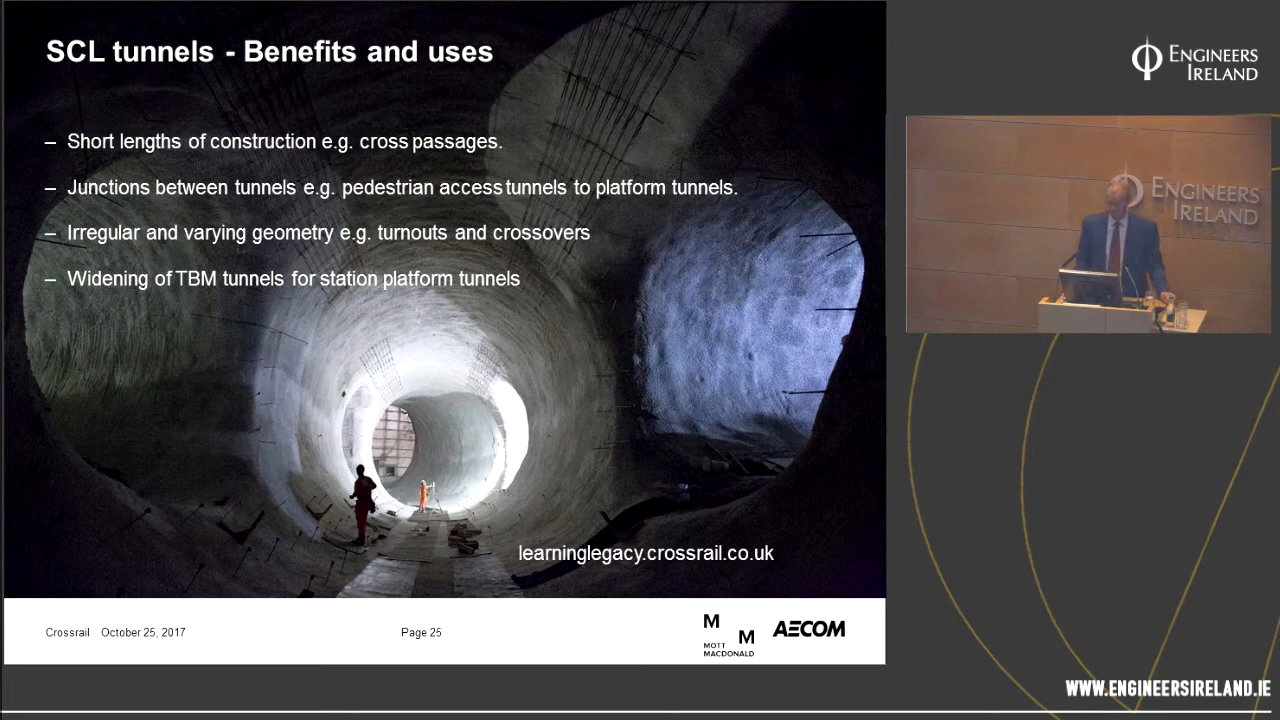 SCL tunnels - Benefits and uses
– Short lengths of construction e.g. cross passages.
– Junctions between tunnels e.g. pedestrian access tunnels to platform tunnels.
– Irregular and varying geometry e.g. turnouts and crossovers
– Widening of TBM tunnels for station platform tunnels
learninglegacy.crossrail.co.uk
Crossrail October 25, 2017
Page 25
M
M
MOTT
MACDONALD
AECOM
ENGINEERS
IRELAND
ENGINEERS
IRELAND
WWW.ENGINEERSIRELAND.IE